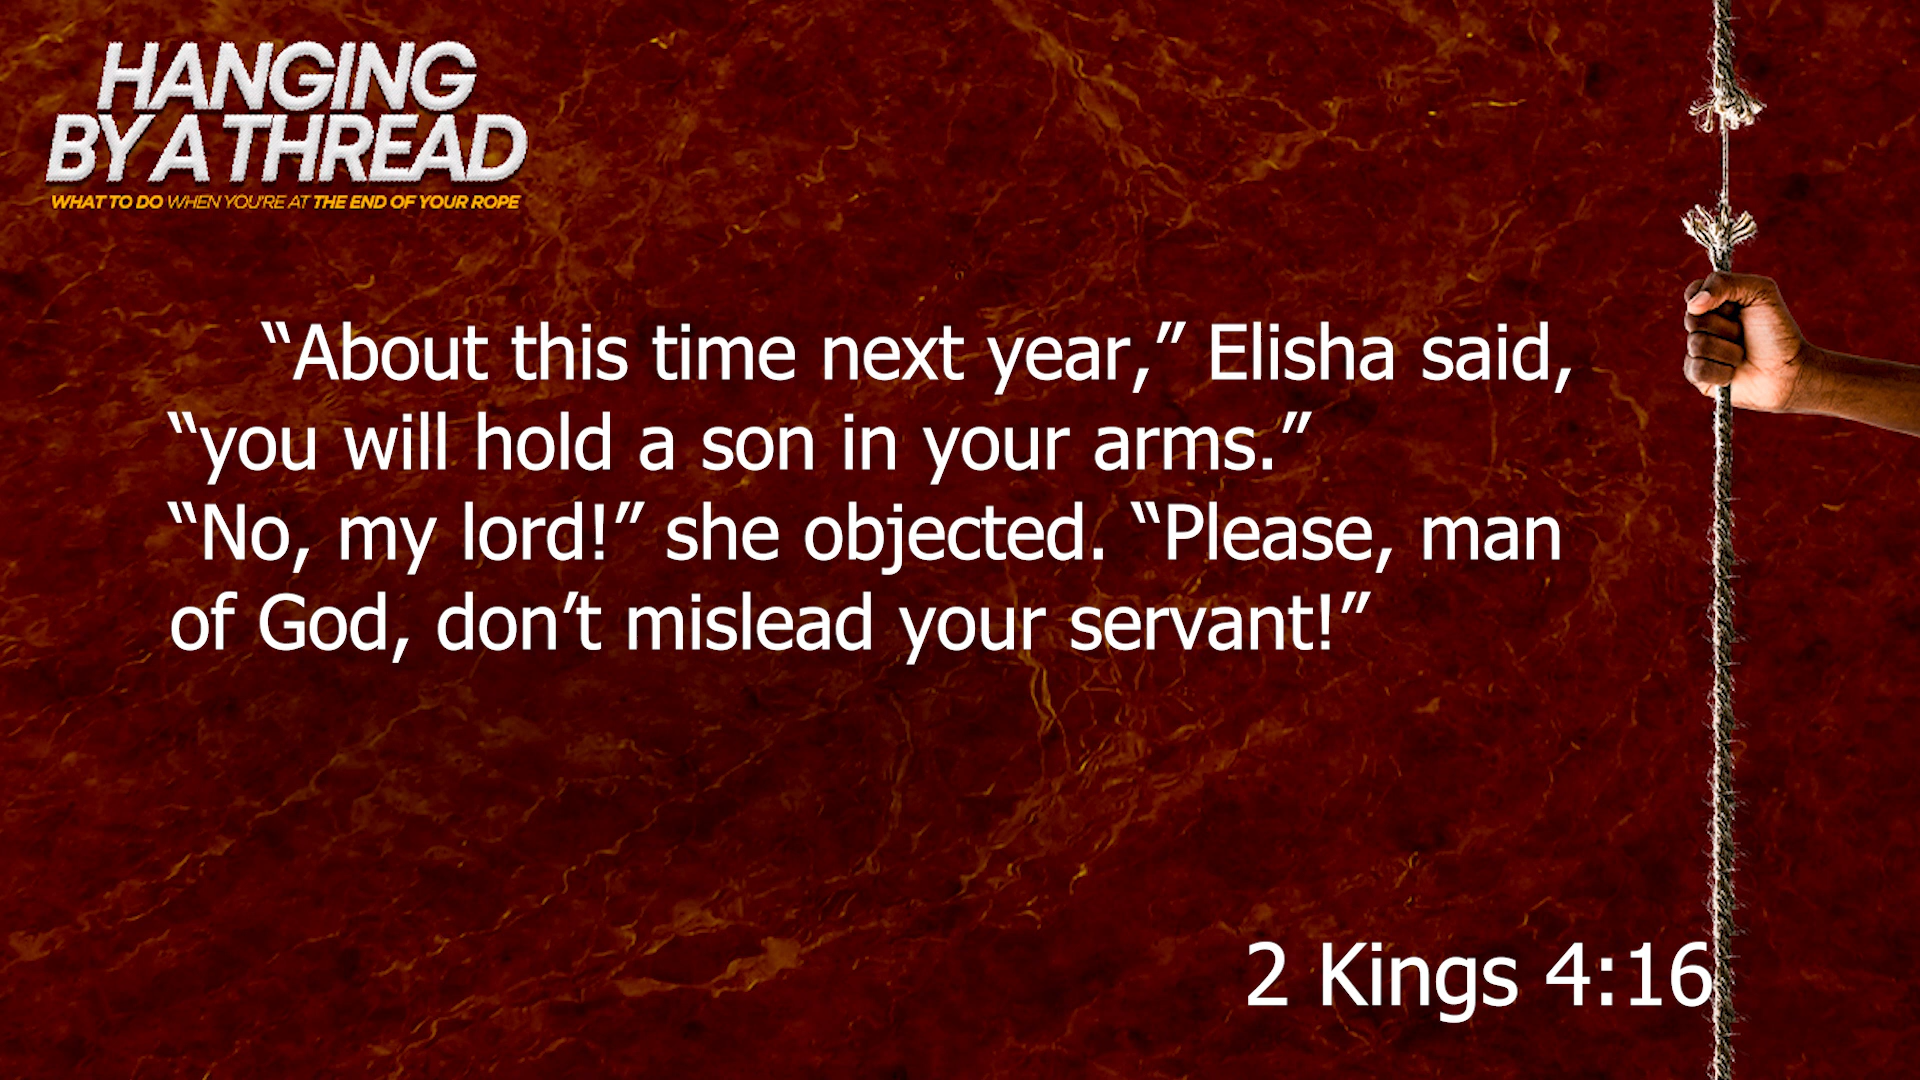 HANGING
BY A THREAD
WHAT TO DO WHEN YOU'RE AT THE END OF YOUR ROPE
“About this time next year,” Elisha said,
“you will hold a son in your arms.”
“No, my lord!” she objected. “Please, man
of God, don’t mislead your servant!”
2 Kings 4:16